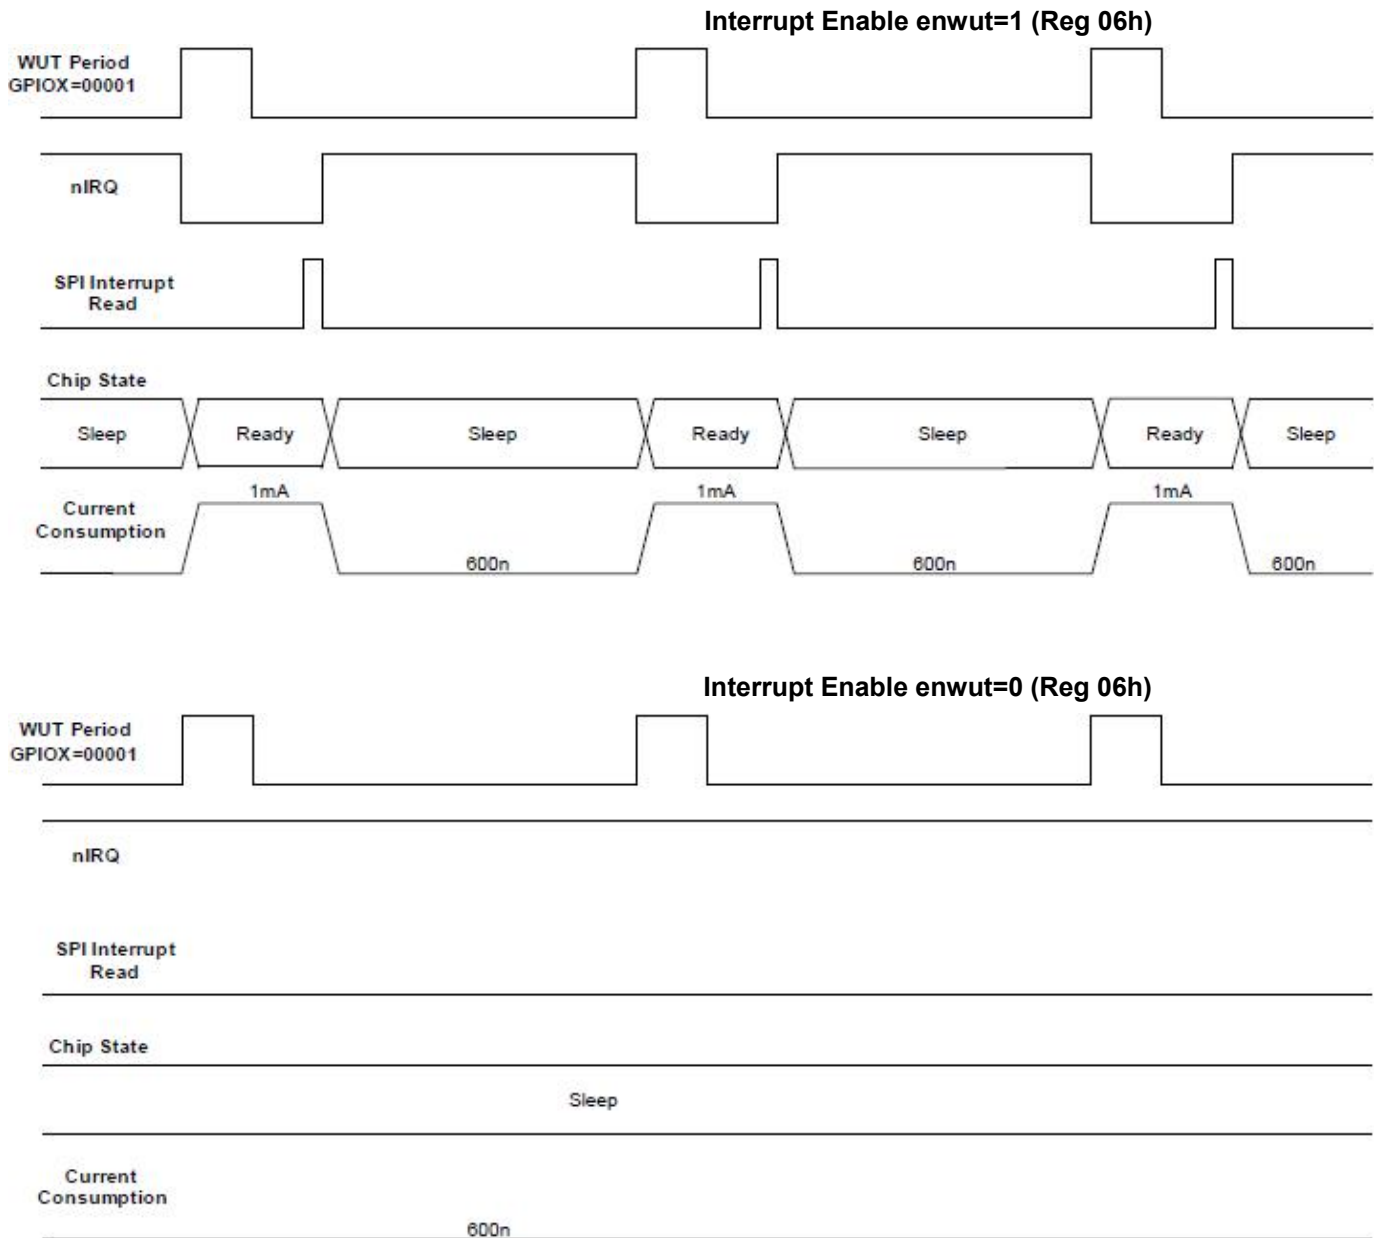 Interrupt Enable enwut=1 (Reg 06h)
WUT Period
GPIOX=00001
nIRQ
SPI Interrupt
Read
Chip State
Sleep Ready Sleep Ready Sleep Ready Sleep
1mA 1mA 1mA
Current
Consumption
600n 600n 600n
Interrupt Enable enwut=0 (Reg 06h)
WUT Period
GPIOX=00001
nIRQ
SPI Interrupt
Read
Chip State
Sleep
Current
Consumption
600n